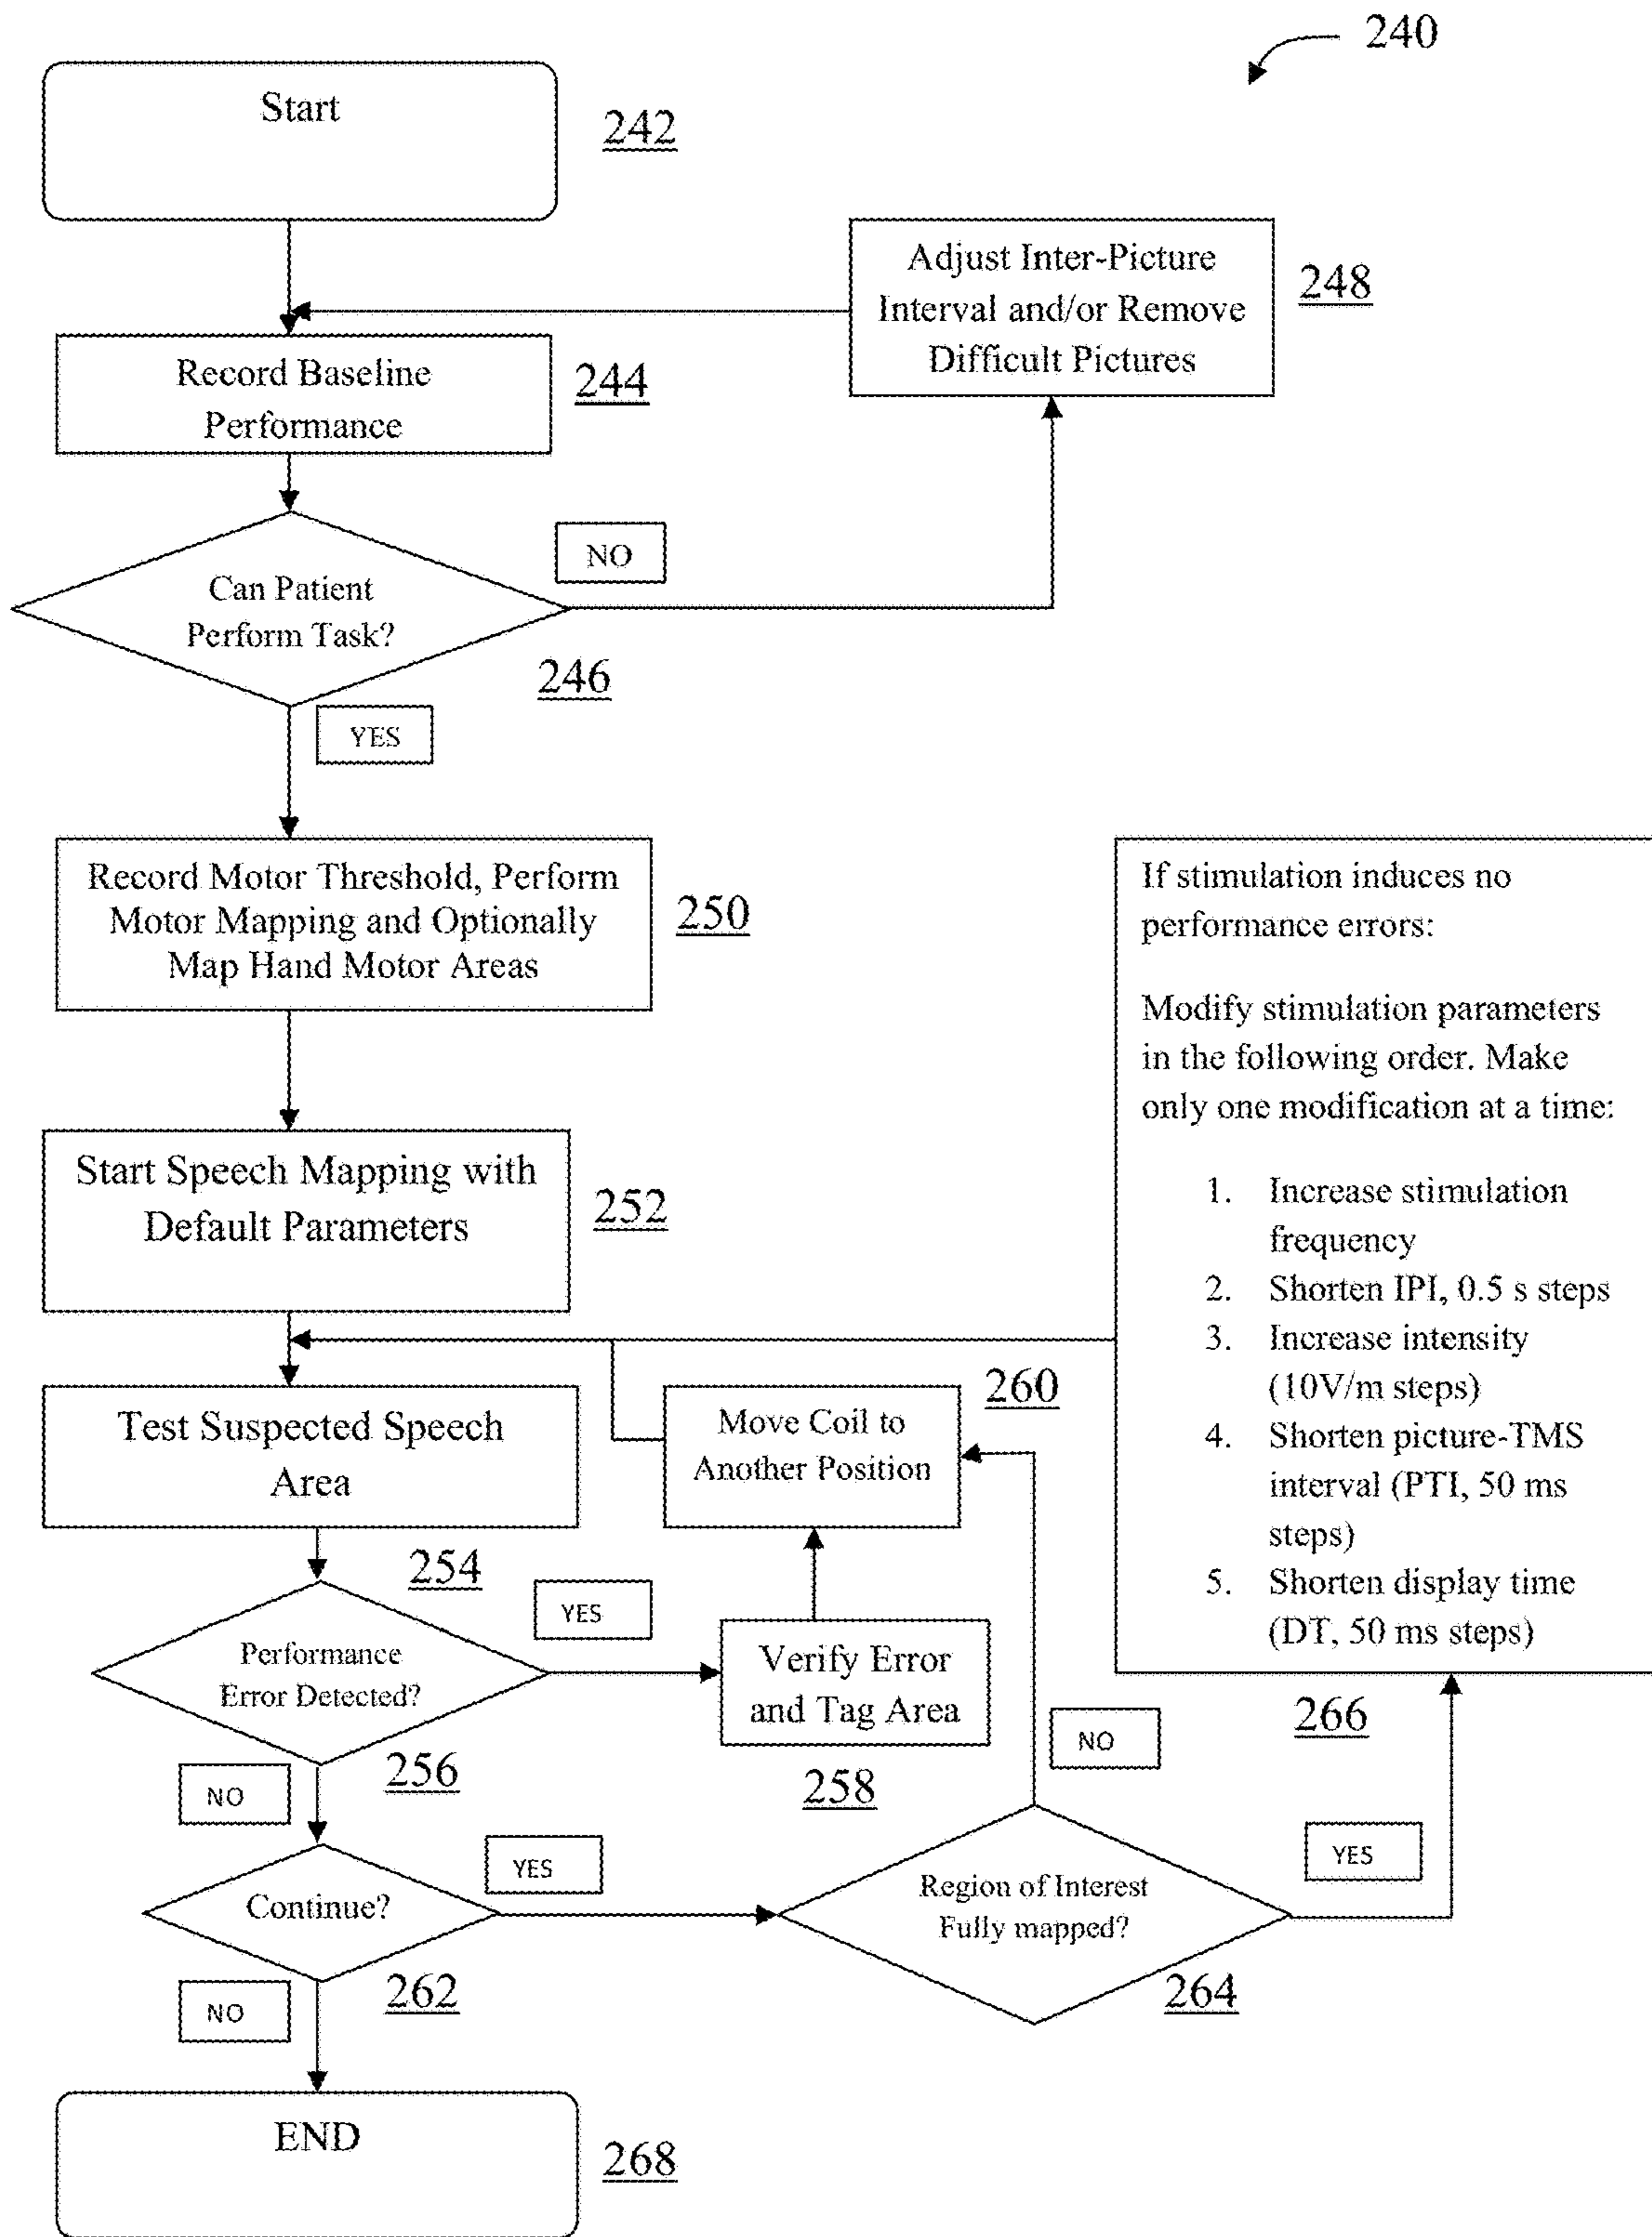 240
Start
242
Adjust Inter-Picture
Interval and/or Remove
Difficult Pictures
248
Record Baseline
Performance
244
NO
Can Patient
Perform Task?
246
YES
Record Motor Threshold, Perform
Motor Mapping and Optionally
Map Hand Motor Areas
250
Start Speech Mapping with
Default Parameters
252
If stimulation induces no
performance errors:
Modify stimulation parameters
in the following order. Make
only one modification at a time:
1. Increase stimulation
frequency
2. Shorten IPI, 0.5 s steps
3. Increase intensity
(10V/m steps)
4. Shorten picture-TMS
interval (PTI, 50 ms
steps)
5. Shorten display time
(DT, 50 ms steps)
266
Test Suspected Speech
Area
254
Move Coil to
Another Position
260
YES
Performance
Error Detected?
256
Verify Error
and Tag Area
258
NO
NO
Continue?
262
YES
Region of Interest
Fully mapped?
264
YES
NO
END
268